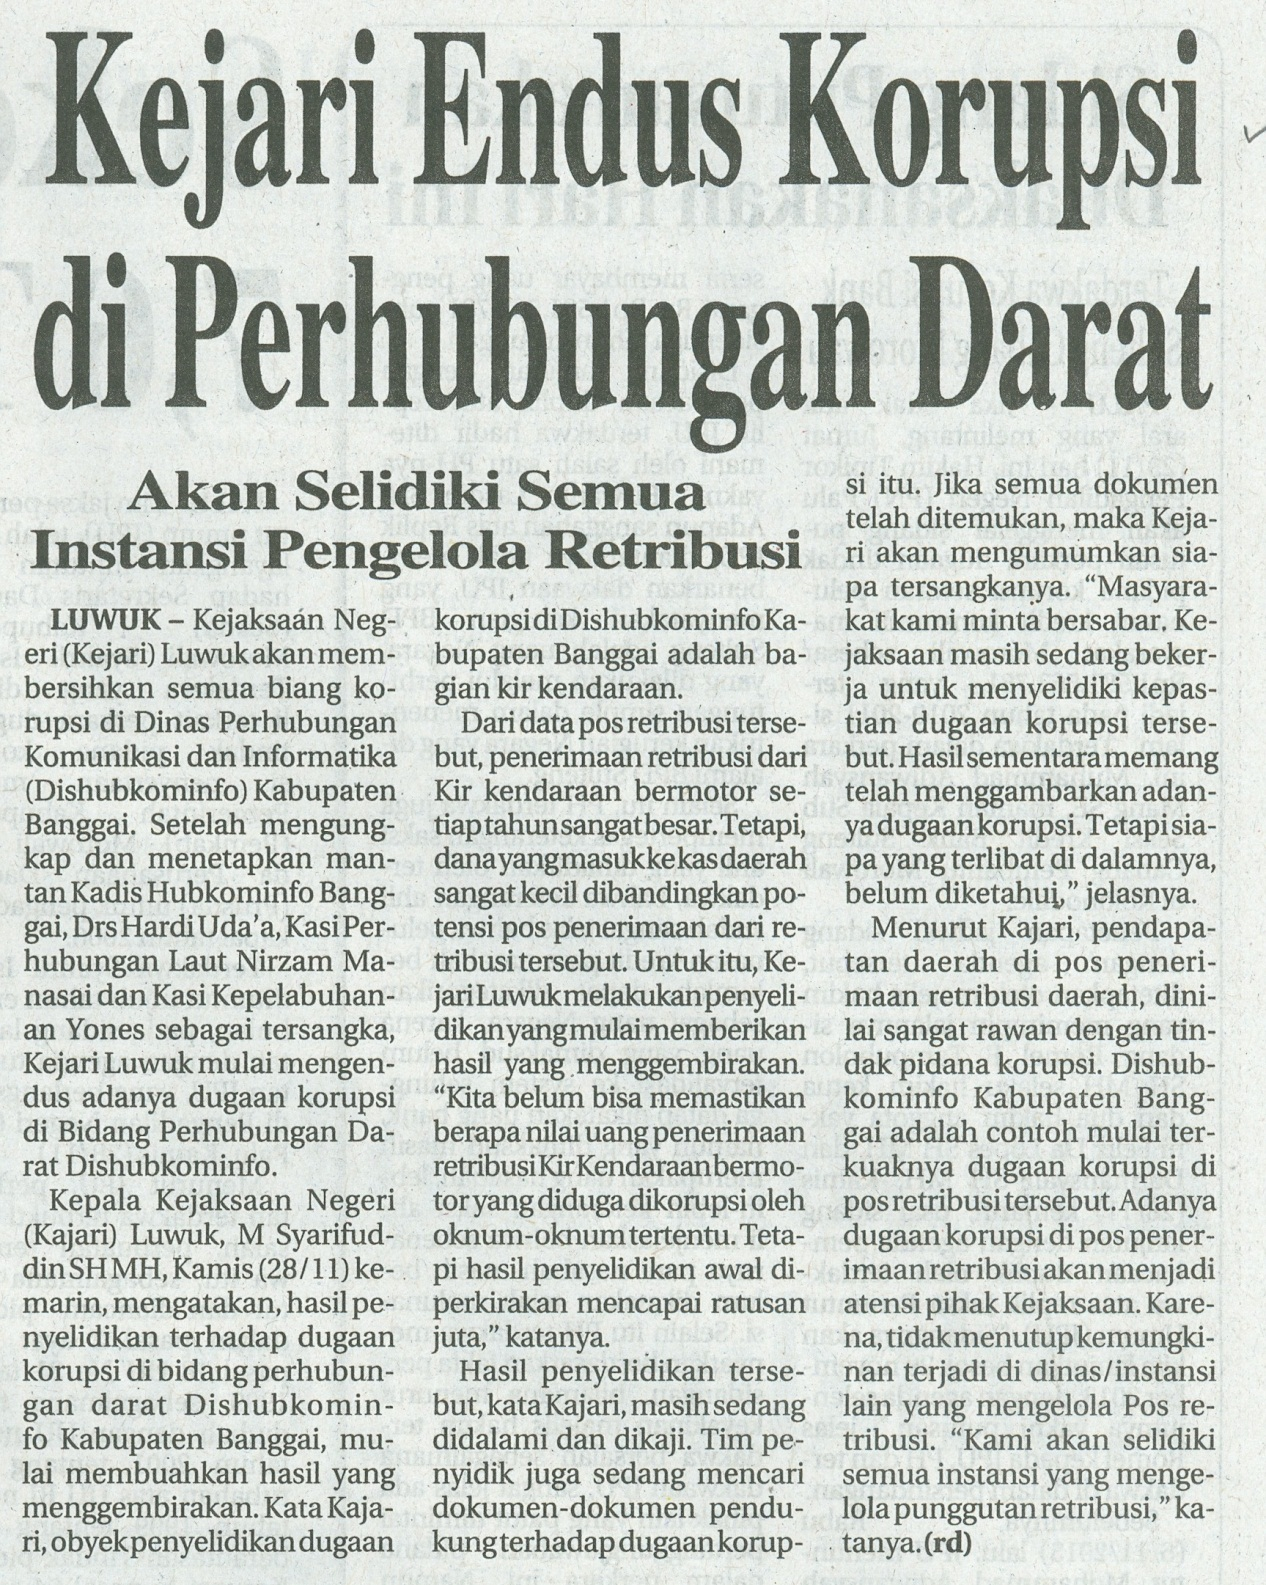 Kejari Endus Korupsi
di Perhubungan Darat
Akan Selidiki Semua
Instansi Pengelola Retribusi
LUWUK – Kejaksaan Neg-
eri (Kejari) Luwuk akan mem-
bersihkan semua biang ko-
rupsi di Dinas Perhubungan
Komunikasi dan Informatika
(Dishubkominfo) Kabupaten
Banggai. Setelah mengung-
kap dan menetapkan man-
tan Kadis Hubkominfo Bang-
gai, Drs Hardi Uda'a, Kasi Per-
hubungan Laut Nirzam Ma-
nasai dan Kasi Kepelabuhan-
an Yones sebagai tersangka,
Kejari Luwuk mulai mengen-
dus adanya dugaan korupsi
di Bidang Perhubungan Da-
rat Dishubkominfo.
Kepala Kejaksaan Negeri
(Kajari) Luwuk, M Syarifud-
din SH MH, Kamis (28/11) ke-
marin, mengatakan, hasil pe-
nyelidikan terhadap dugaan
korupsi di bidang perhubun-
gan darat Dishubkomin-
fo Kabupaten Banggai, mu-
lai membuahkan hasil yang
menggembirakan. Kata Kaja-
ri, obyek penyelidikan dugaan
korupsi di Dishubkominfo Ka-
bupaten Banggai adalah ba-
gian kir kendaraan.
Dari data pos retribusi terse-
but, penerimaan retribusi dari
Kir kendaraan bermotor se-
tiap tahun sangat besar. Tetapi,
dana yang masuk ke kas daerah
sangat kecil dibandingkan po-
tensi pos penerimaan dari re-
tribusi tersebut. Untuk itu, Ke-
jari Luwuk melakukan penyeli-
dikan yang mulai memberikan
hasil yang menggembirakan.
“Kita belum bisa memastikan
berapa nilai uang penerimaan
retribusi Kir Kendaraan bermo-
tor yang diduga dikorupsi oleh
oknum-oknum tertentu. Teta-
pi hasil penyelidikan awal di-
perkirakan mencapai ratusan
juta,” katanya.
Hasil penyelidikan terse-
but, kata Kajari, masih sedang
didalami dan dikaji. Tim pe-
nyidik juga sedang mencari
dokumen-dokumen pendu-
kung terhadap dugaan korup-
si itu. Jika semua dokumen
telah ditemukan, maka Keja-
ri akan mengumumkan sia-
pa tersangkanya. “Masyara-
kat kami minta bersabar. Ke-
jaksaan masih sedang beker-
ja untuk menyelidiki kepas-
tian dugaan korupsi terse-
but. Hasil sementara memang
telah menggambarkan adan-
ya dugaan korupsi. Tetapi sia-
pa yang terlibat di dalamnya,
belum diketahui,” jelasnya.
Menurut Kajari, pendapa-
tan daerah di pos peneri-
maan retribusi daerah, dini-
lai sangat rawan dengan tin-
dak pidana korupsi. Dishub-
kominfo Kabupaten Bang-
gai adalah contoh mulai ter-
kuaknya dugaan korupsi di
pos retribusi tersebut. Adanya
dugaan korupsi di pos pener-
imaan retribusi akan menjadi
atensi pihak Kejaksaan. Kare-
na, tidak menutup kemungki-
nan terjadi di dinas/instansi
lain yang mengelola Pos re-
tribusi. “Kami akan selidiki
semua instansi yang menge-
lola punggutan retribusi,” ka-
tanya. (rd)